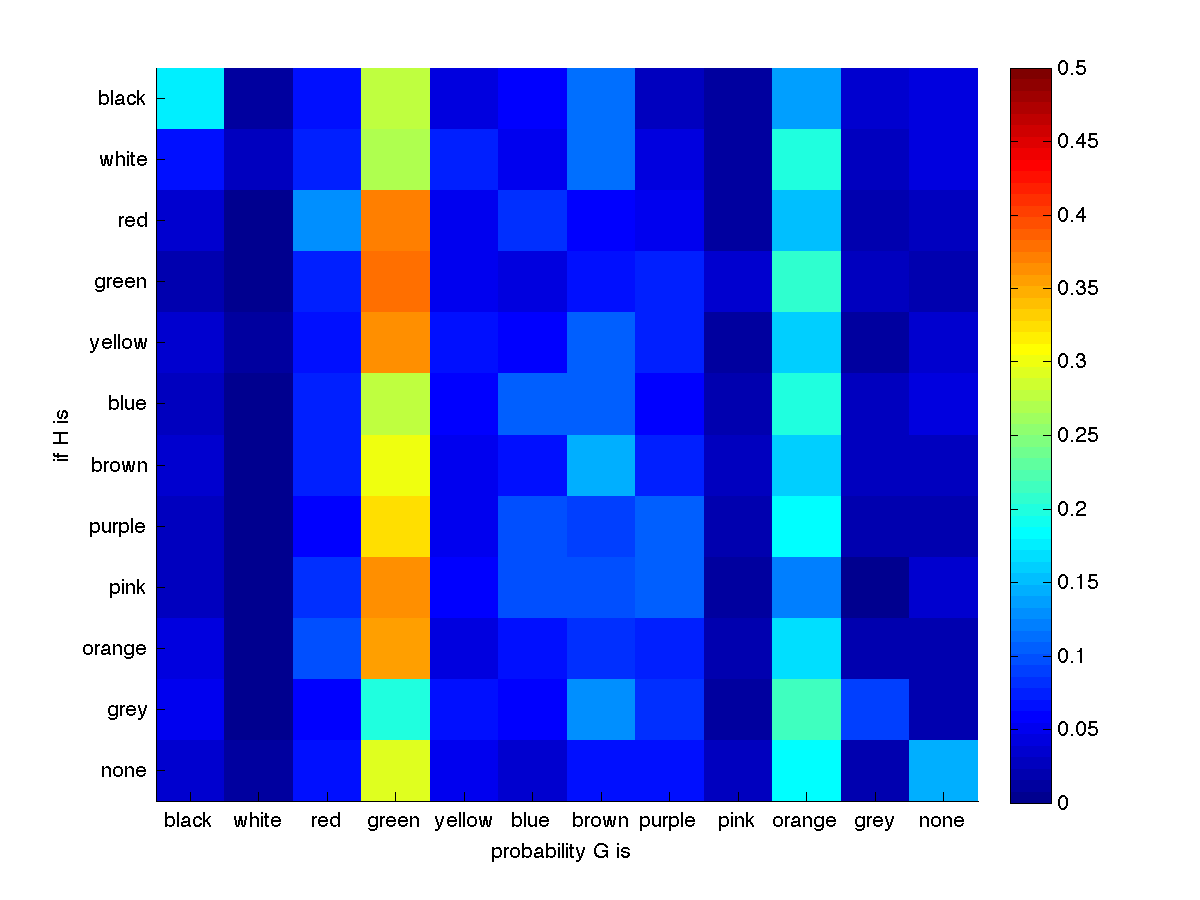 black
white
red
green
yellow
blue
brown
purple
pink
orange
grey
none
if H is
black white red green yellow blue brown purple pink orange grey none
probability G is
0.5
0.45
0.4
0.35
0.3
0.25
0.2
0.15
0.1
0.05
0